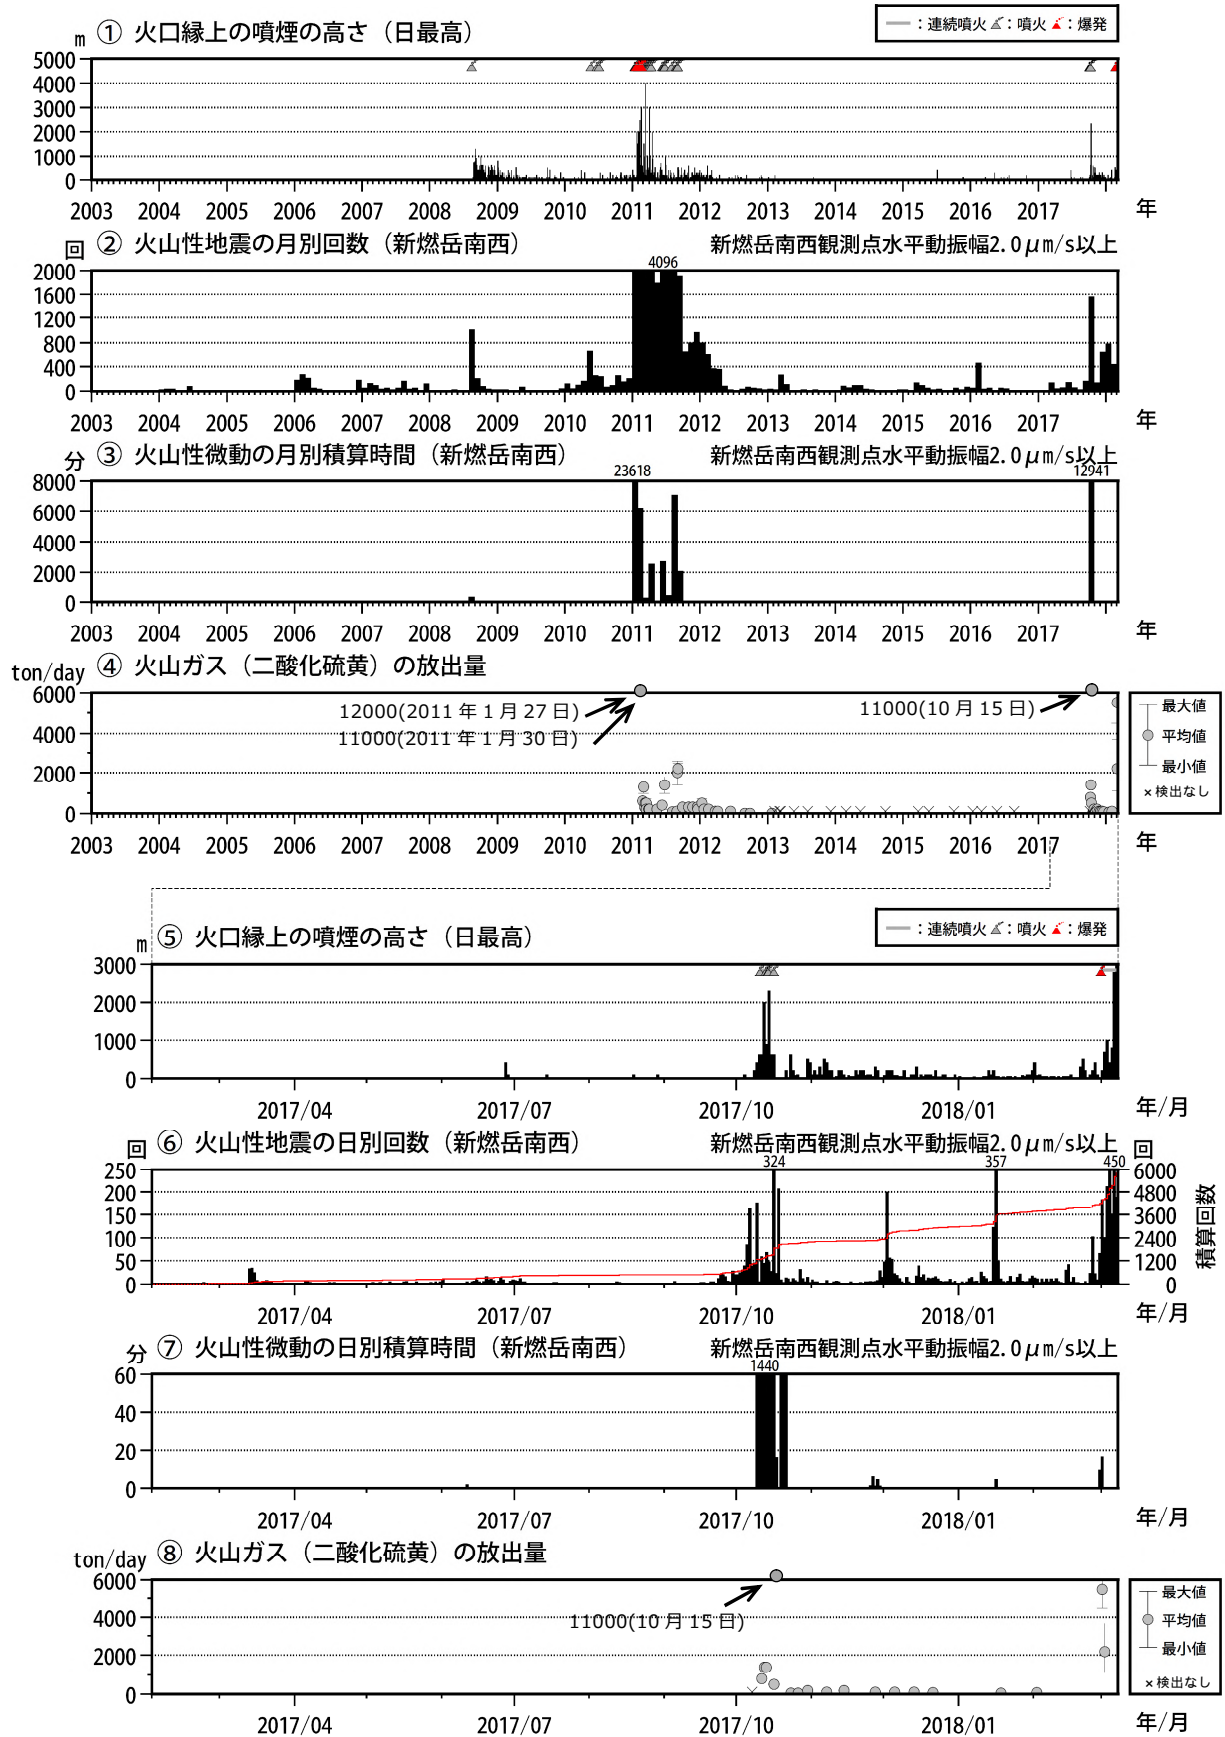 ① 火口縁上の噴煙の高さ（日最高）
：連続噴火 ：噴火 ：爆発
m
5000
4000
3000
2000
1000
0
2003 2004 2005 2006 2007 2008 2009 2010 2011 2012 2013 2014 2015 2016 2017 年
回 ② 火山性地震の月別回数（新燃岳南西） 新燃岳南西観測点水平動振幅2.0μm/s以上
4096
2000
1600
1200
800
400
0
2003 2004 2005 2006 2007 2008 2009 2010 2011 2012 2013 2014 2015 2016 2017 年
分 ③ 火山性微動の月別積算時間（新燃岳南西） 新燃岳南西観測点水平動振幅2.0μm/s以上
23618 12941
8000
6000
4000
2000
0
2003 2004 2005 2006 2007 2008 2009 2010 2011 2012 2013 2014 2015 2016 2017 年
ton/day ④ 火山ガス（二酸化硫黄）の放出量
6000
4000
2000
0
12000(2011年1月27日)
11000(2011年1月30日)
11000(10月15日)
最大値
平均値
最小値
×検出なし
2003 2004 2005 2006 2007 2008 2009 2010 2011 2012 2013 2014 2015 2016 2017 年
m ⑤ 火口縁上の噴煙の高さ（日最高）
：連続噴火 ：噴火 ：爆発
3000
2000
1000
0
2017/04 2017/07 2017/10 2018/01 年/月
回 ⑥ 火山性地震の日別回数（新燃岳南西） 新燃岳南西観測点水平動振幅2.0μm/s以上 回
324 357 450
250
200
150
100
50
0
6000
4800
3600
2400
1200
0
積算回数
2017/04 2017/07 2017/10 2018/01 年/月
分 ⑦ 火山性微動の日別積算時間（新燃岳南西） 新燃岳南西観測点水平動振幅2.0μm/s以上
1440
60
40
20
0
2017/04 2017/07 2017/10 2018/01 年/月
ton/day ⑧ 火山ガス（二酸化硫黄）の放出量
6000
4000
2000
0
11000(10月15日)
最大値
平均値
最小値
×検出なし
2017/04 2017/07 2017/10 2018/01 年/月